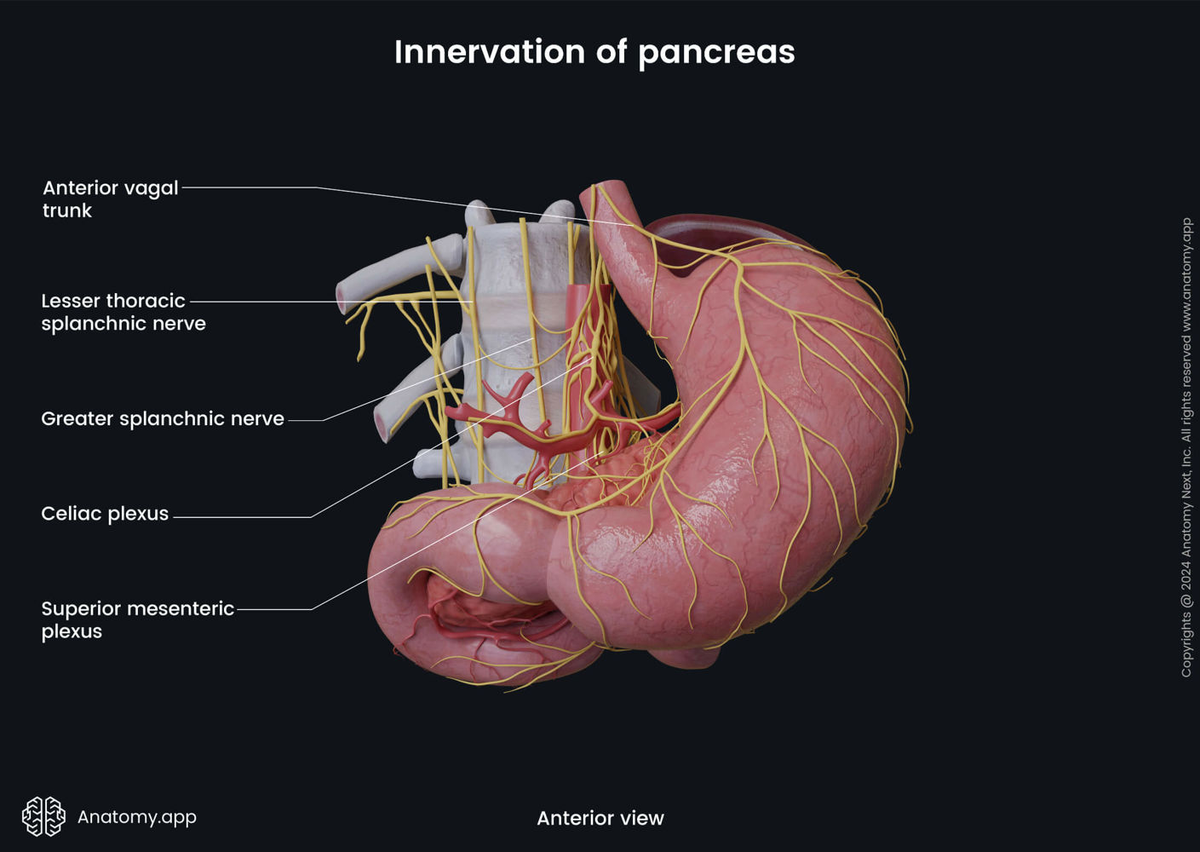 Innervation of pancreas
Anterior vagal
trunk
Lesser thoracic
splanchnic nerve
Greater splanchnic nerve
Celiac plexus
Superior mesenteric
plexus
Copyrights @ 2024 Anatomy Next, Inc. All rights reserved www.anatomy.app
Anatomy.app
Anterior view